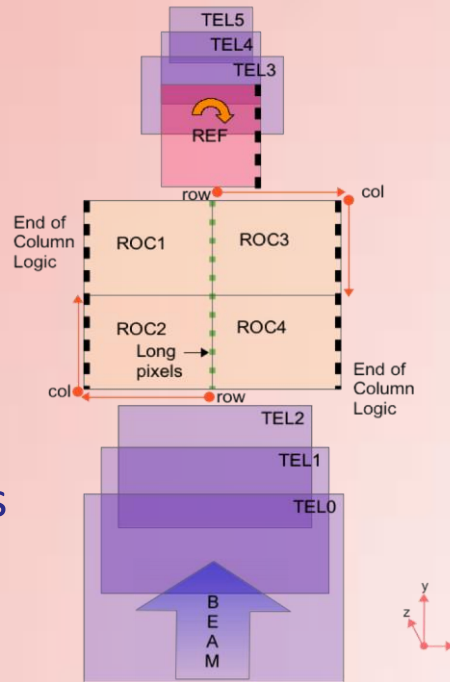 TEL5
TEL4
TEL3
REF
row
col
End of
Column
Logic
ROC1
ROC3
ROC2
ROC4
Long
pixels
End of
Column
Logic
col
row
TEL2
TEL1
TEL0
s
B
E
A
M
y
z